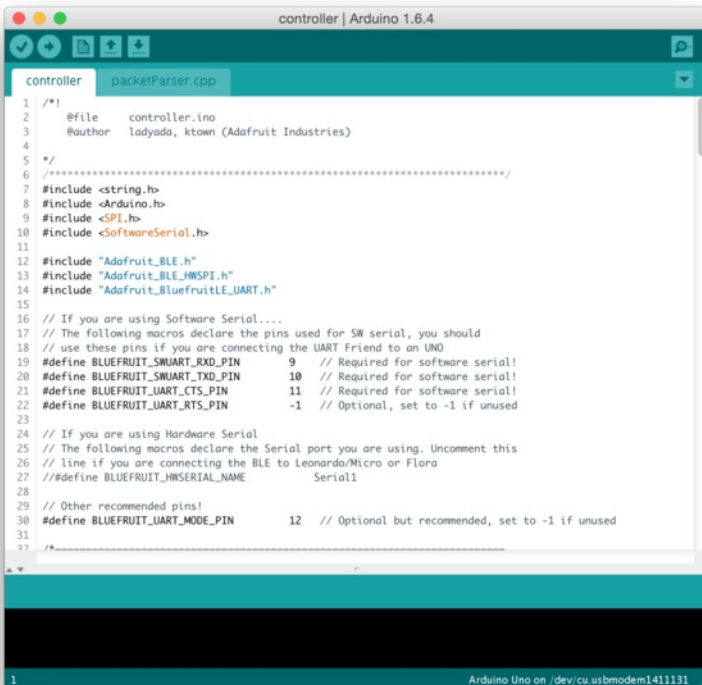 controller | Arduino 1.6.4
controller packetParser.cpp
1 /*!
2 @file controller.ino
3 @author ladyada, ktown (Adafruit Industries)
4
5 */
6 /**************************************************************************/
7 #include <string.h>
8 #include <Arduino.h>
9 #include <SPI.h>
10 #include <SoftwareSerial.h>
11
12 #include "Adafruit_BLE.h"
13 #include "Adafruit_BLE_HWSPI.h"
14 #include "Adafruit_BluefruitLE_UART.h"
15
16 // If you are using Software Serial....
17 // The following macros declare the pins used for SW serial, you should
18 // use these pins if you are connecting the UART Friend to an UNO
19 #define BLUEFRUIT_SWUART_RXD_PIN 9 // Required for software serial!
20 #define BLUEFRUIT_SWUART_TXD_PIN 10 // Required for software serial!
21 #define BLUEFRUIT_UART_CTS_PIN 11 // Required for software serial!
22 #define BLUEFRUIT_UART_RTS_PIN -1 // Optional, set to -1 if unused
23
24 // If you are using Hardware Serial
25 // The following macros declare the Serial port you are using. Uncomment this
26 // line if you are connecting the BLE to Leonardo/Micro or Flora
27 //#define BLUEFRUIT_HWSERIAL_NAME Serial1
28
29 // Other recommended pins!
30 #define BLUEFRUIT_UART_MODE_PIN 12 // Optional but recommended, set to -1 if unused
31
32 /*=========================================================================
1 Arduino Uno on /dev/cu.usbmodem1411131